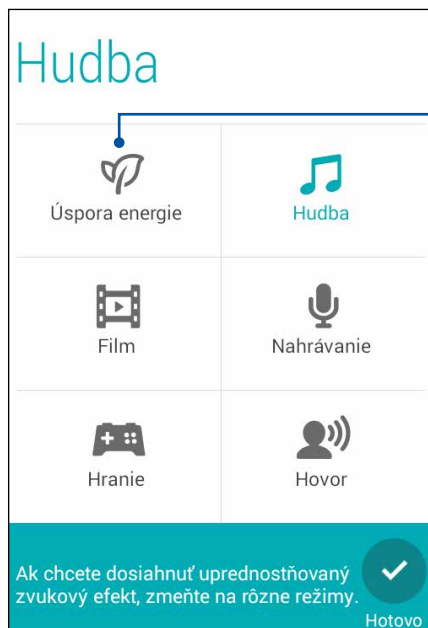 Hudba
Úspora energie
Hudba
Film
Nahrávanie
Hranie
Hovor
Ak chcete dosiahnuť uprednostňovaný
zvukový efekt, zmeňte na rôzne režimy.
Hotovo